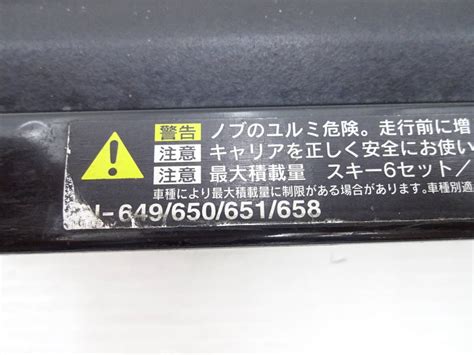 警告 ノブのユルミ危険。走行前に増
注意 キャリアを正しく安全にお使い
注意 最大積載量 スキー6セット/
車種により最大積載量に制限がある場合があります。車種別適
-649/650/651/658